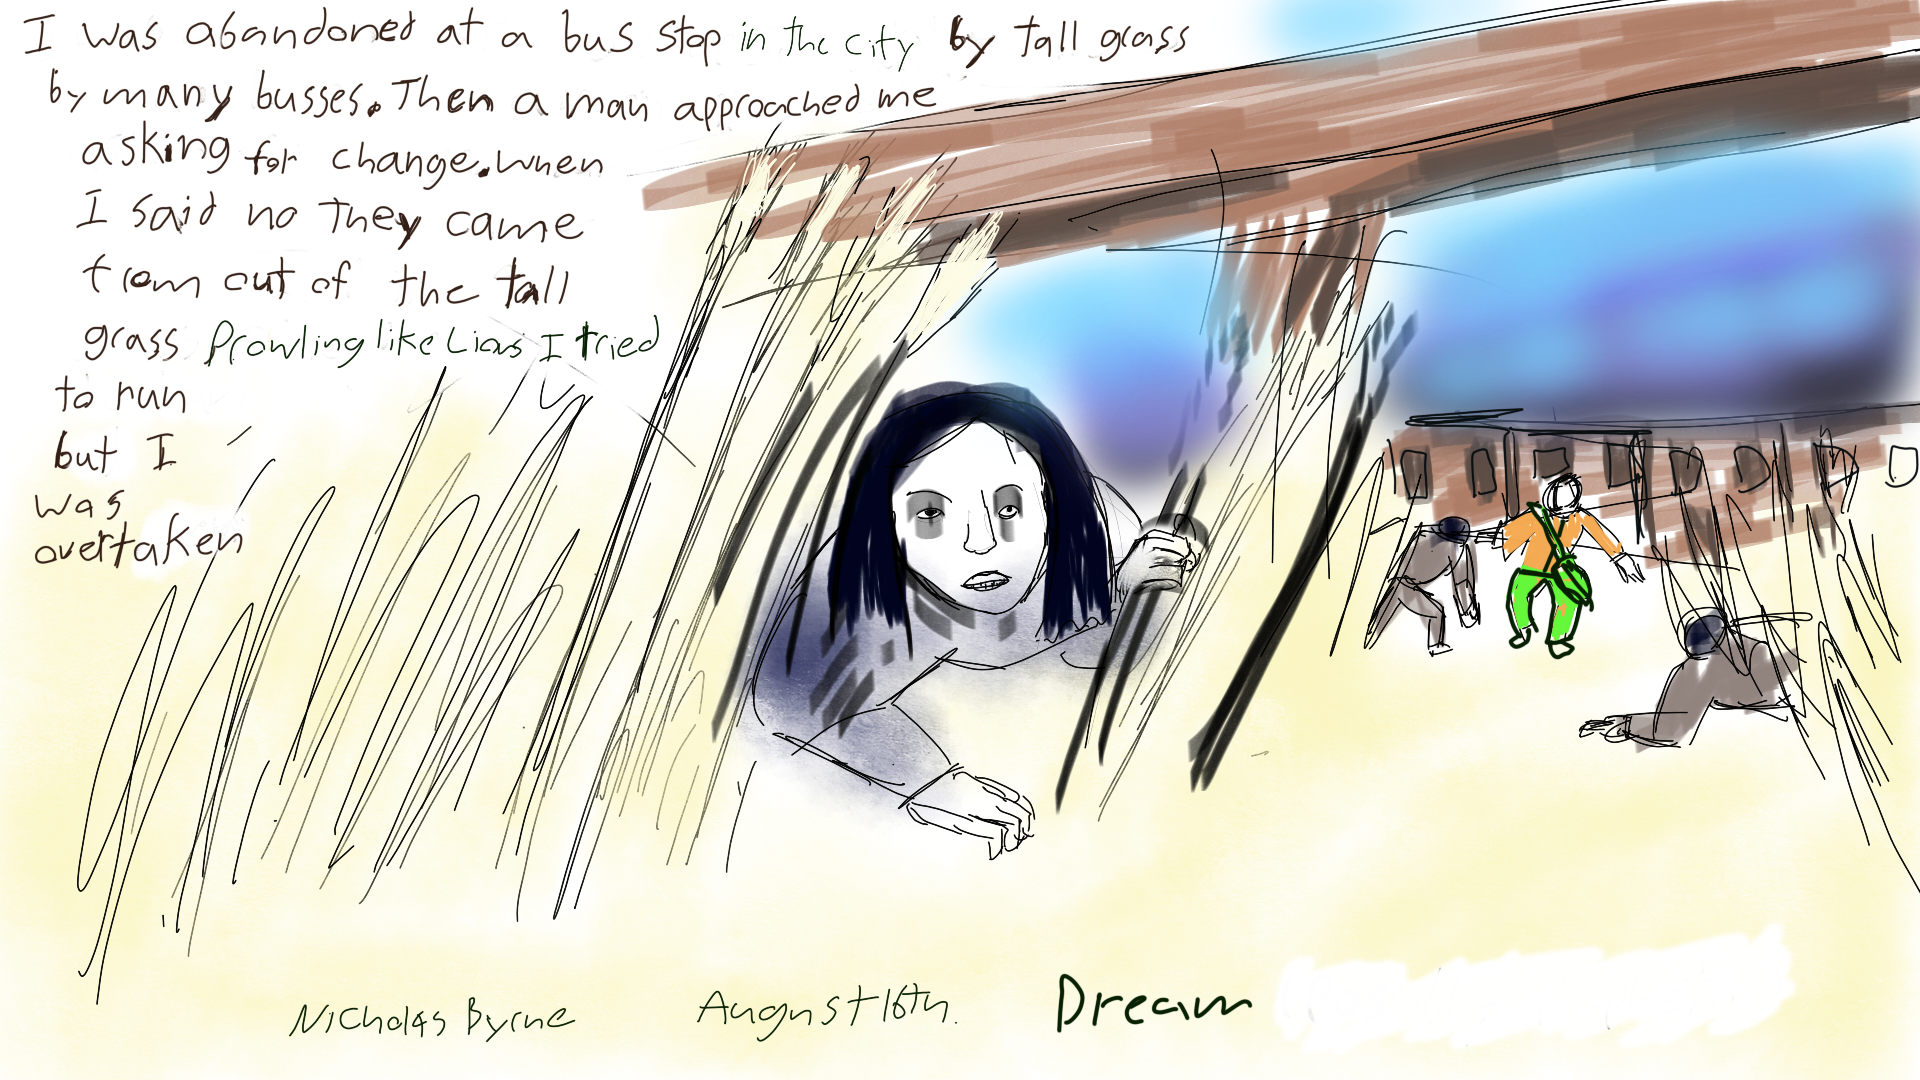 I was abandoned at a bus stop in the city by tall grass
by many busses. Then a man approached me
asking for change. when
I said no They came
from out of the tall
grass Prowling like Lions I tried
to run
but I
was
overtaken
Nicholas Byrne August 16th. Dream